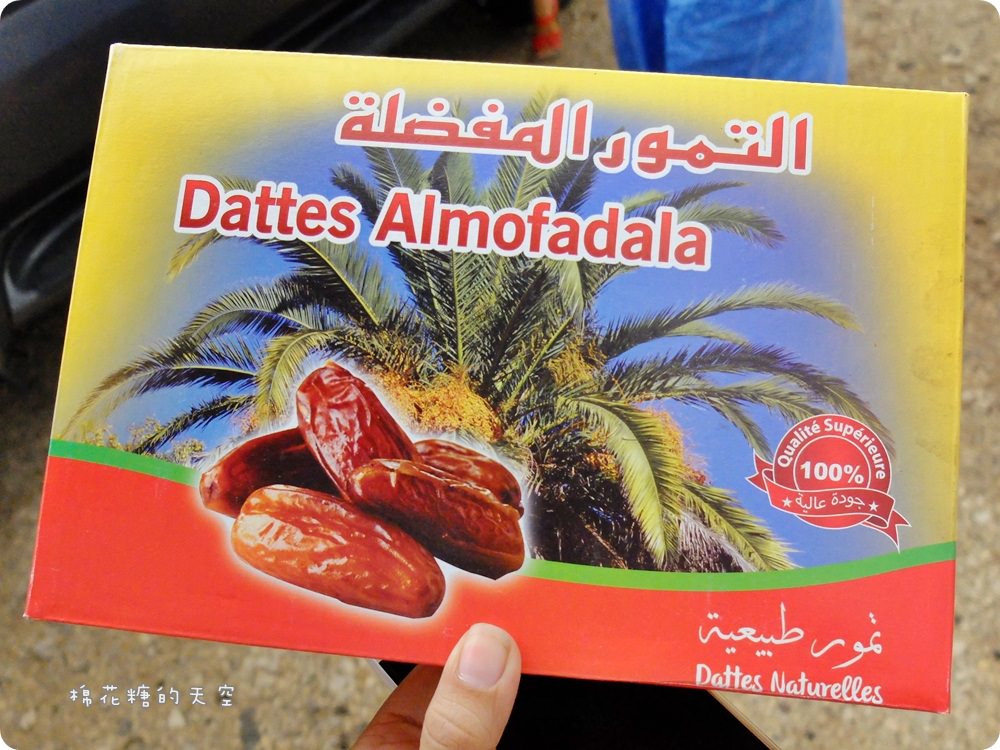 التمور المفضلة
Dattes Almofadala
Qualité Supérieure
100%
جودة عالية
تمور طبيعية
Dattes Naturelles
棉花糖的天空